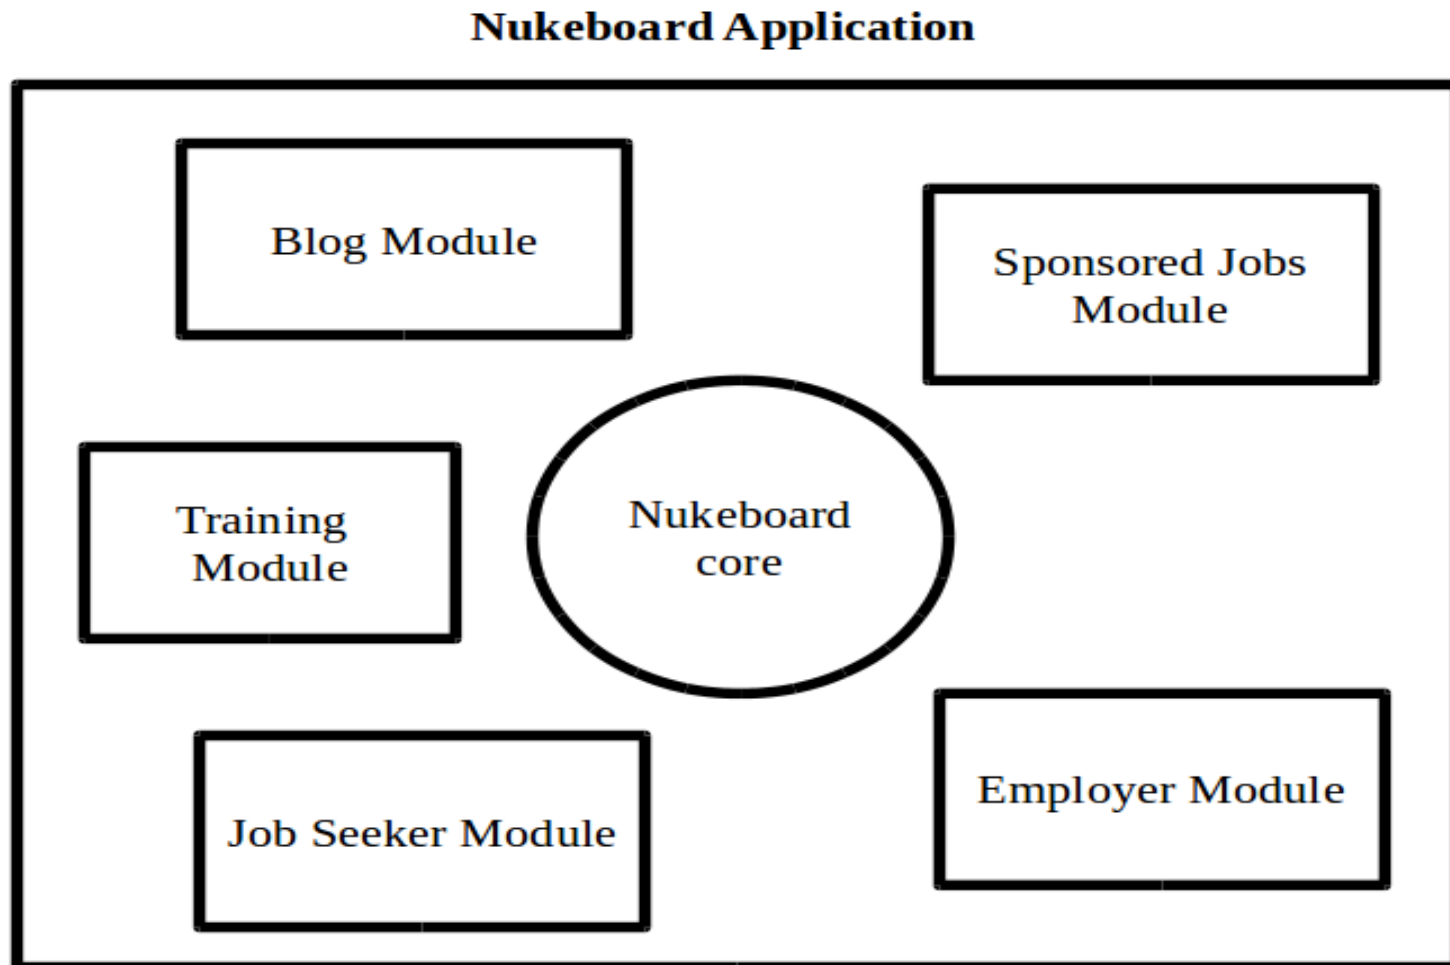 Nukeboard Application
Blog Module
Sponsored Jobs
Module
Training
Module
Nukeboard
core
Job Seeker Module
Employer Module